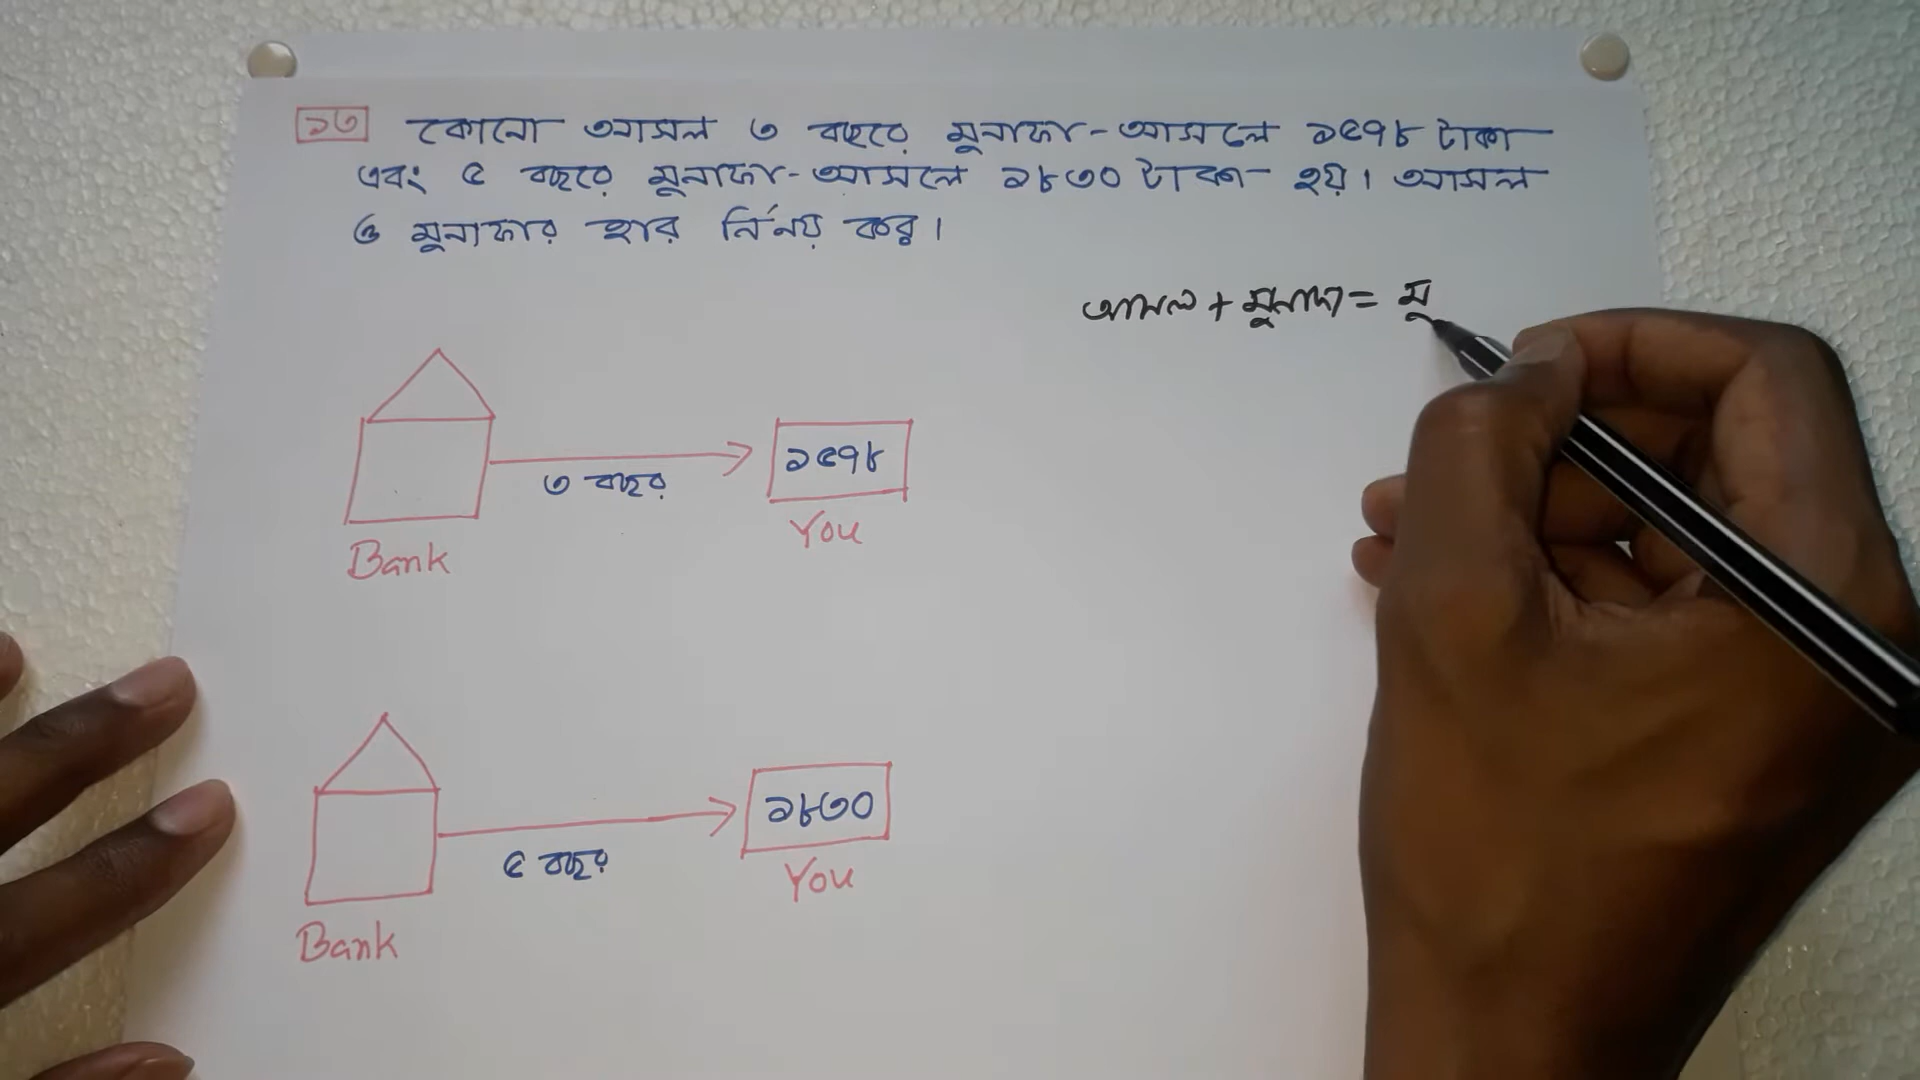 ১৩ কোনো আসল ৩ বছরে মুনাফা-আসলে ১৫৭৮ টাকা
এবং ৫ বছরে মুনাফা-আসলে ১৮৩০ টাকা হয়। আসল
ও মুনাফার হার নির্নয় কর।
আসল + মুনাফা = মু
১৫৭৮
৩ বছর
You
Bank
১৮৩০
৫ বছর
You
Bank